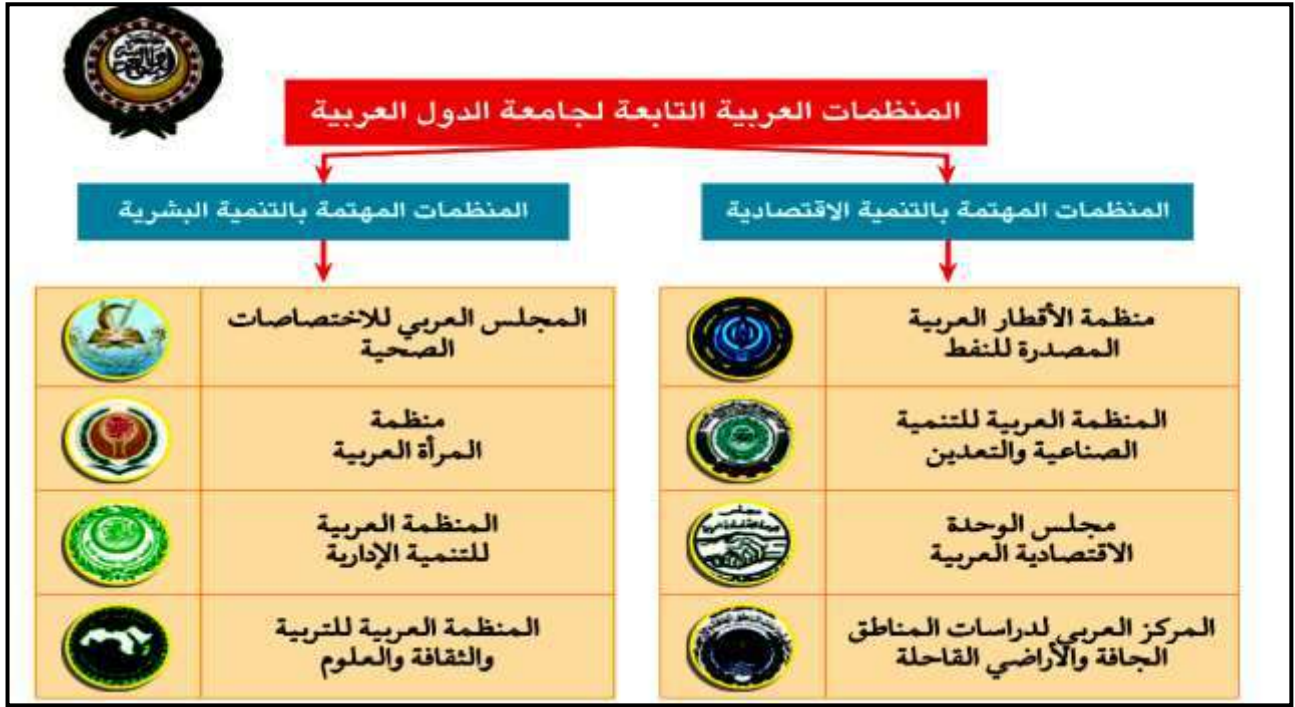 المنظمات العربية التابعة لجامعة الدول العربية
المنظمات المهتمة بالتنمية الاقتصادية
منظمة الأقطار العربية
المصدرة للنفط
المنظمة العربية للتنمية
الصناعية والتعدين
مجلس الوحدة
الاقتصادية العربية
المركز العربي لدراسات المناطق
الجافة والأراضي القاحلة
المنظمات المهتمة بالتنمية البشرية
المجلس العربي للاختصاصات
الصحية
منظمة
المرأة العربية
المنظمة العربية
للتنمية الإدارية
المنظمة العربية للتربية
والثقافة والعلوم